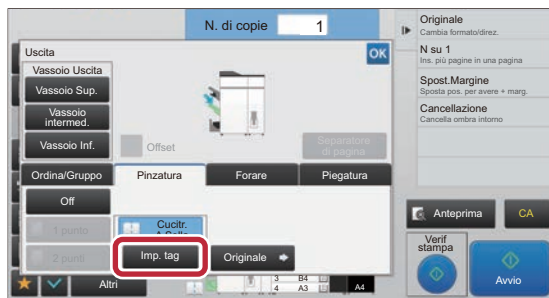 N. di copie 1
Uscita
OK
Vassoio Uscita
Vassoio Sup.
Vassoio
intermed.
Vassoio Inf.
Offset
Separatore
di pagina
Ordina/Gruppo
Pinzatura
Forare
Piegatura
Off
1 punto
2 punti
Cucitr.
A Sella
Imp. tag
Originale
Altri
3 B4
4 A3
A4
Originale
Cambia formato/direz.
N su 1
Ins. più pagine in una pagina
Spost.Margine
Sposta pos. per avere + marg.
Cancellazione
Cancella ombra intorno
Anteprima
CA
Verif
stampa
Avvio